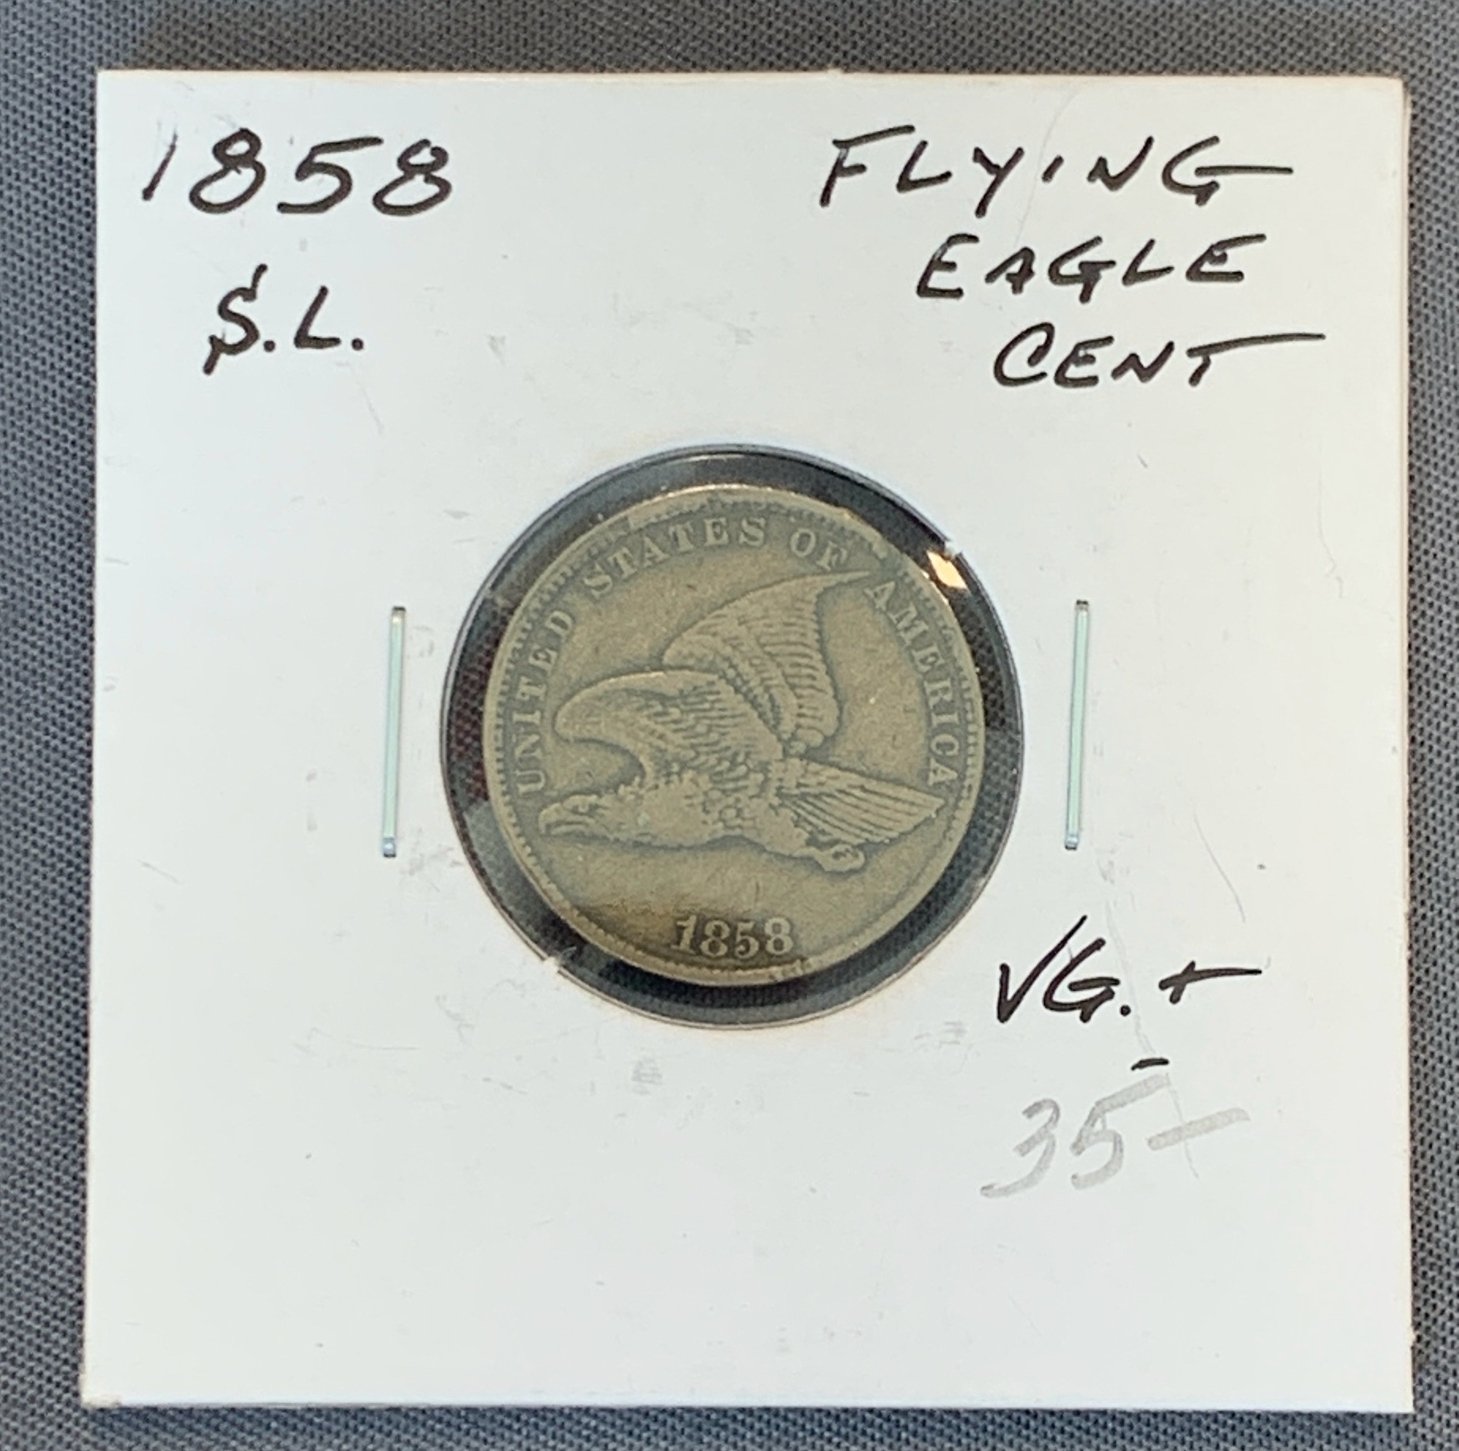 1858
S.L.
FLYING
EAGLE
CENT
UNITED STATES OF AMERICA
1858
VG.+
35-